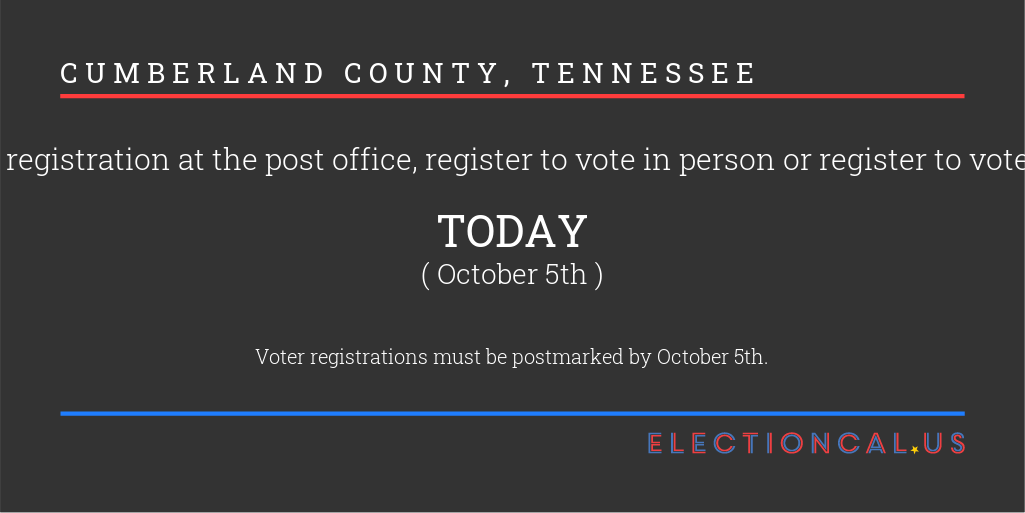 CUMBERLAND COUNTY, TENNESSEE
registration at the post office, register to vote in person or register to vote
TODAY
( October 5th )
Voter registrations must be postmarked by October 5th.
ELECTIONCAL.US